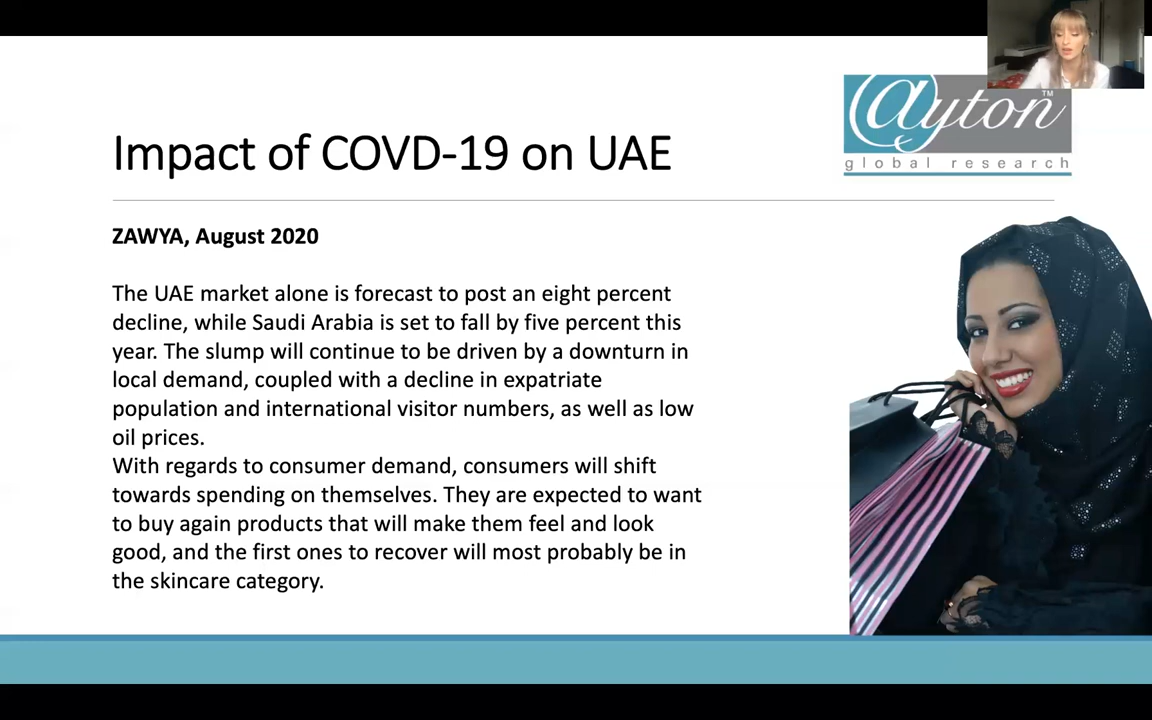 Impact of COVD-19 on UAE
@yton™
global research
ZAWYA, August 2020
The UAE market alone is forecast to post an eight percent
decline, while Saudi Arabia is set to fall by five percent this
year. The slump will continue to be driven by a downturn in
local demand, coupled with a decline in expatriate
population and international visitor numbers, as well as low
oil prices.
With regards to consumer demand, consumers will shift
towards spending on themselves. They are expected to want
to buy again products that will make them feel and look
good, and the first ones to recover will most probably be in
the skincare category.